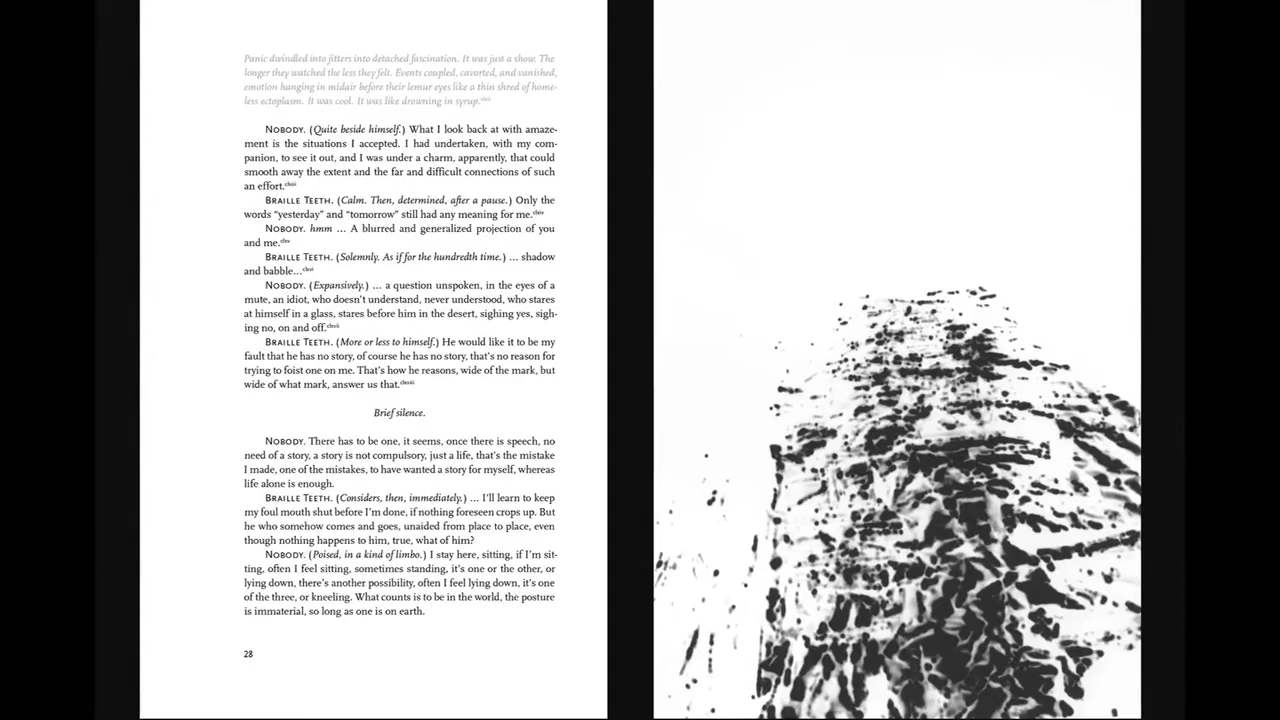 Panic dwindled into jitters into detached fascination. It was just a show. The
longer they watched the less they felt. Events coupled, cavorted, and vanished,
emotion hanging in midair before their lemur eyes like a thin shred of home-
less ectoplasm. It was cool. It was like drowning in syrup.
NOBODY. (Quite beside himself.) What I look back at with amaze-
ment is the situations I accepted. I had undertaken, with my com-
panion, to see it out, and I was under a charm, apparently, that could
smooth away the extent and the far and difficult connections of such
an effort.
BRAILLE TEETH. (Calm. Then, determined, after a pause.) Only the
words “yesterday” and “tomorrow” still had any meaning for me.
NOBODY. hmm ... A blurred and generalized projection of you
and me.
BRAILLE TEETH. (Solemnly. As if for the hundredth time.) ... shadow
and babble...
NOBODY. (Expansively.) ... a question unspoken, in the eyes of a
mute, an idiot, who doesn’t understand, never understood, who stares
at himself in a glass, stares before him in the desert, sighing yes, sigh-
ing no, on and off.
BRAILLE TEETH. (More or less to himself.) He would like it to be my
fault that he has no story, of course he has no story, that’s no reason for
trying to foist one on me. That’s how he reasons, wide of the mark, but
wide of what mark, answer us that.
Brief silence.
NOBODY. There has to be one, it seems, once there is speech, no
need of a story, a story is not compulsory, just a life, that’s the mistake
I made, one of the mistakes, to have wanted a story for myself, whereas
life alone is enough.
BRAILLE TEETH. (Considers, then, immediately.) ... I’ll learn to keep
my foul mouth shut before I’m done, if nothing foreseen crops up. But
he who somehow comes and goes, unaided from place to place, even
though nothing happens to him, true, what of him?
NOBODY. (Poised, in a kind of limbo.) I stay here, sitting, if I’m sit-
ting, often I feel sitting, sometimes standing, it’s one or the other, or
lying down, there’s another possibility, often I feel lying down, it’s one
of the three, or kneeling. What counts is to be in the world, the posture
is immaterial, so long as one is on earth.
28